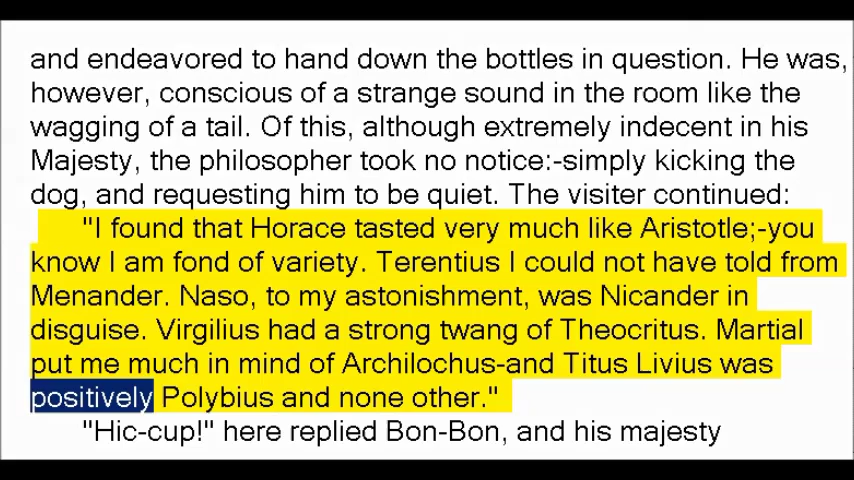 and endeavored to hand down the bottles in question. He was,
however, conscious of a strange sound in the room like the
wagging of a tail. Of this, although extremely indecent in his
Majesty, the philosopher took no notice:-simply kicking the
dog, and requesting him to be quiet. The visiter continued:
"I found that Horace tasted very much like Aristotle;-you
know I am fond of variety. Terentius I could not have told from
Menander. Naso, to my astonishment, was Nicander in
disguise. Virgilius had a strong twang of Theocritus. Martial
put me much in mind of Archilochus-and Titus Livius was
positively Polybius and none other."
"Hic-cup!" here replied Bon-Bon, and his majesty